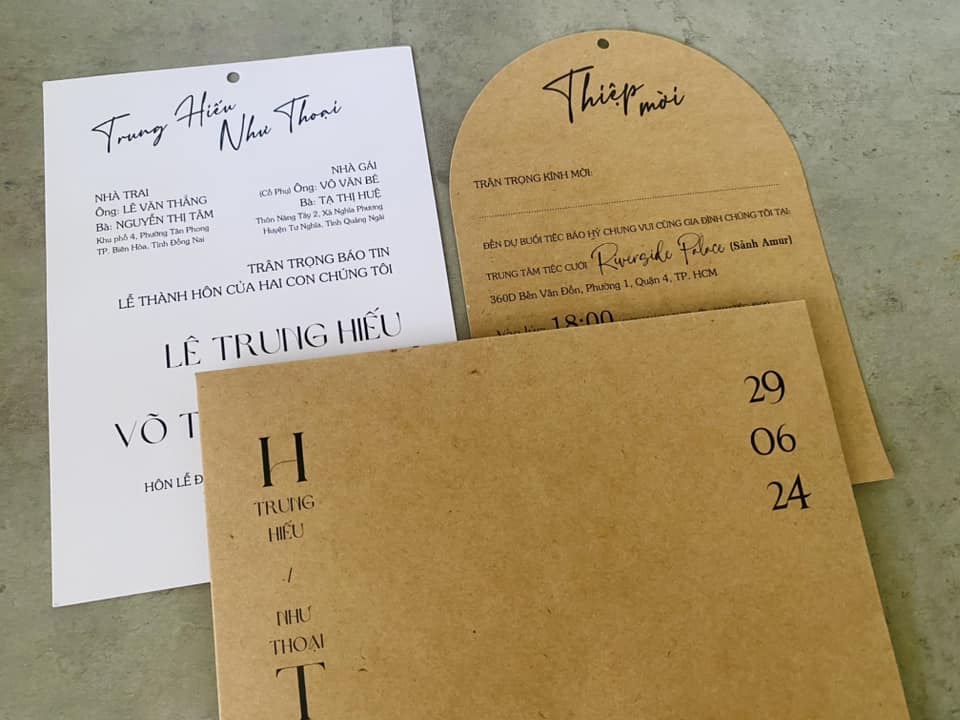 Trung Hiếu
Như Thoại
NHÀ TRAI
Ông: LÊ VĂN THẮNG
Bà: NGUYỄN THỊ TÂM
Khu phố 4, Phường Tân Phong
TP. Biên Hòa, Tỉnh Đồng Nai
NHÀ GÁI
(Cố Phụ) Ông: VÕ VĂN BÉ
Bà: TẠ THỊ HUỆ
Thôn Năng Tây 2, Xã Nghĩa Phương
Huyện Tư Nghĩa, Tỉnh Quảng Ngãi
TRÂN TRỌNG BÁO TIN
LỄ THÀNH HÔN CỦA HAI CON CHÚNG TÔI
LÊ TRUNG HIẾU
VÕ T
HÔN LỄ Đ
Thiệp
mời
TRÂN TRỌNG KÍNH MỜI:
ĐẾN DỰ BUỔI TIỆC BÁO HỶ CHUNG VUI CÙNG GIA ĐÌNH CHÚNG TÔI TẠI:
TRUNG TÂM TIỆC CƯỚI Riverside Palace (Sảnh Amur)
360D Bến Vân Đồn, Phường 1, Quận 4, TP. HCM
Vào lúc 18:00
H
TRUNG
HIẾU
./
NHƯ
THOẠI
T
29
06
24